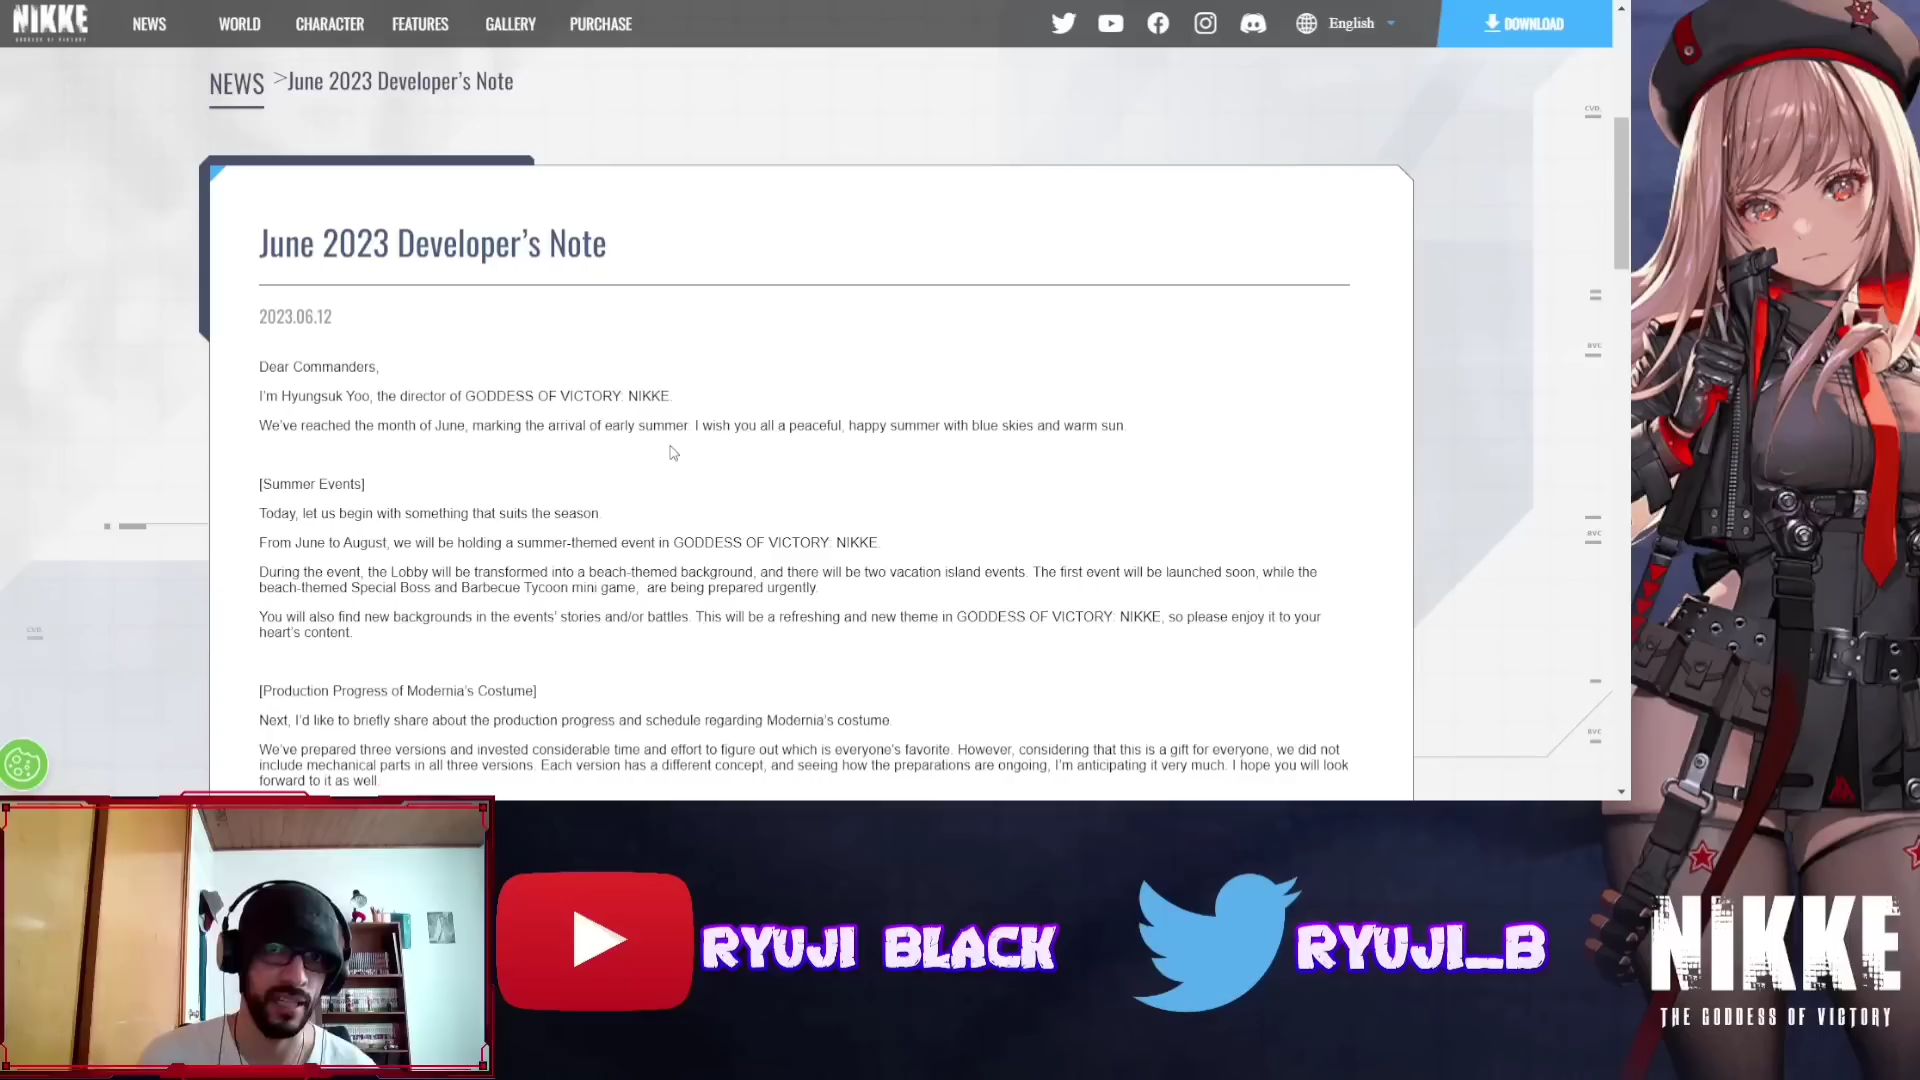 NIKKE
GODDESS OF VICTORY
NEWS
WORLD
CHARACTER
FEATURES
GALLERY
PURCHASE
English
DOWNLOAD
NEWS >June 2023 Developer’s Note
June 2023 Developer’s Note
2023.06.12
Dear Commanders,
I’m Hyungsuk Yoo, the director of GODDESS OF VICTORY: NIKKE.
We’ve reached the month of June, marking the arrival of early summer. I wish you all a peaceful, happy summer with blue skies and warm sun.
[Summer Events]
Today, let us begin with something that suits the season.
From June to August, we will be holding a summer-themed event in GODDESS OF VICTORY: NIKKE.
During the event, the Lobby will be transformed into a beach-themed background, and there will be two vacation island events. The first event will be launched soon, while the
beach-themed Special Boss and Barbecue Tycoon mini game,  are being prepared urgently.
You will also find new backgrounds in the events’ stories and/or battles. This will be a refreshing and new theme in GODDESS OF VICTORY: NIKKE, so please enjoy it to your
heart’s content.
[Production Progress of Modernia’s Costume]
Next, I’d like to briefly share about the production progress and schedule regarding Modernia’s costume.
We’ve prepared three versions and invested considerable time and effort to figure out which is everyone’s favorite. However, considering that this is a gift for everyone, we did not
include mechanical parts in all three versions. Each version has a different concept, and seeing how the preparations are ongoing, I’m anticipating it very much. I hope you will look
forward to it as well.
CVD.
BVC
BVC
BVC
CVD.
RYUJI BLACK
RYUJI_B
NIKKE
THE GODDESS OF VICTORY